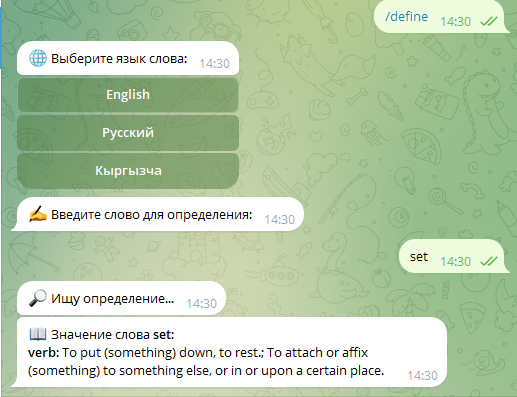 /define 14:30
🌐 Выберите язык слова: 14:30
English
Русский
Кыргызча
✍️ Введите слово для определения: 14:30
set 14:30
🔎 Ищу определение... 14:30
📖 Значение слова set:
verb: To put (something) down, to rest.; To attach or affix
(something) to something else, or in or upon a certain place. 14:30